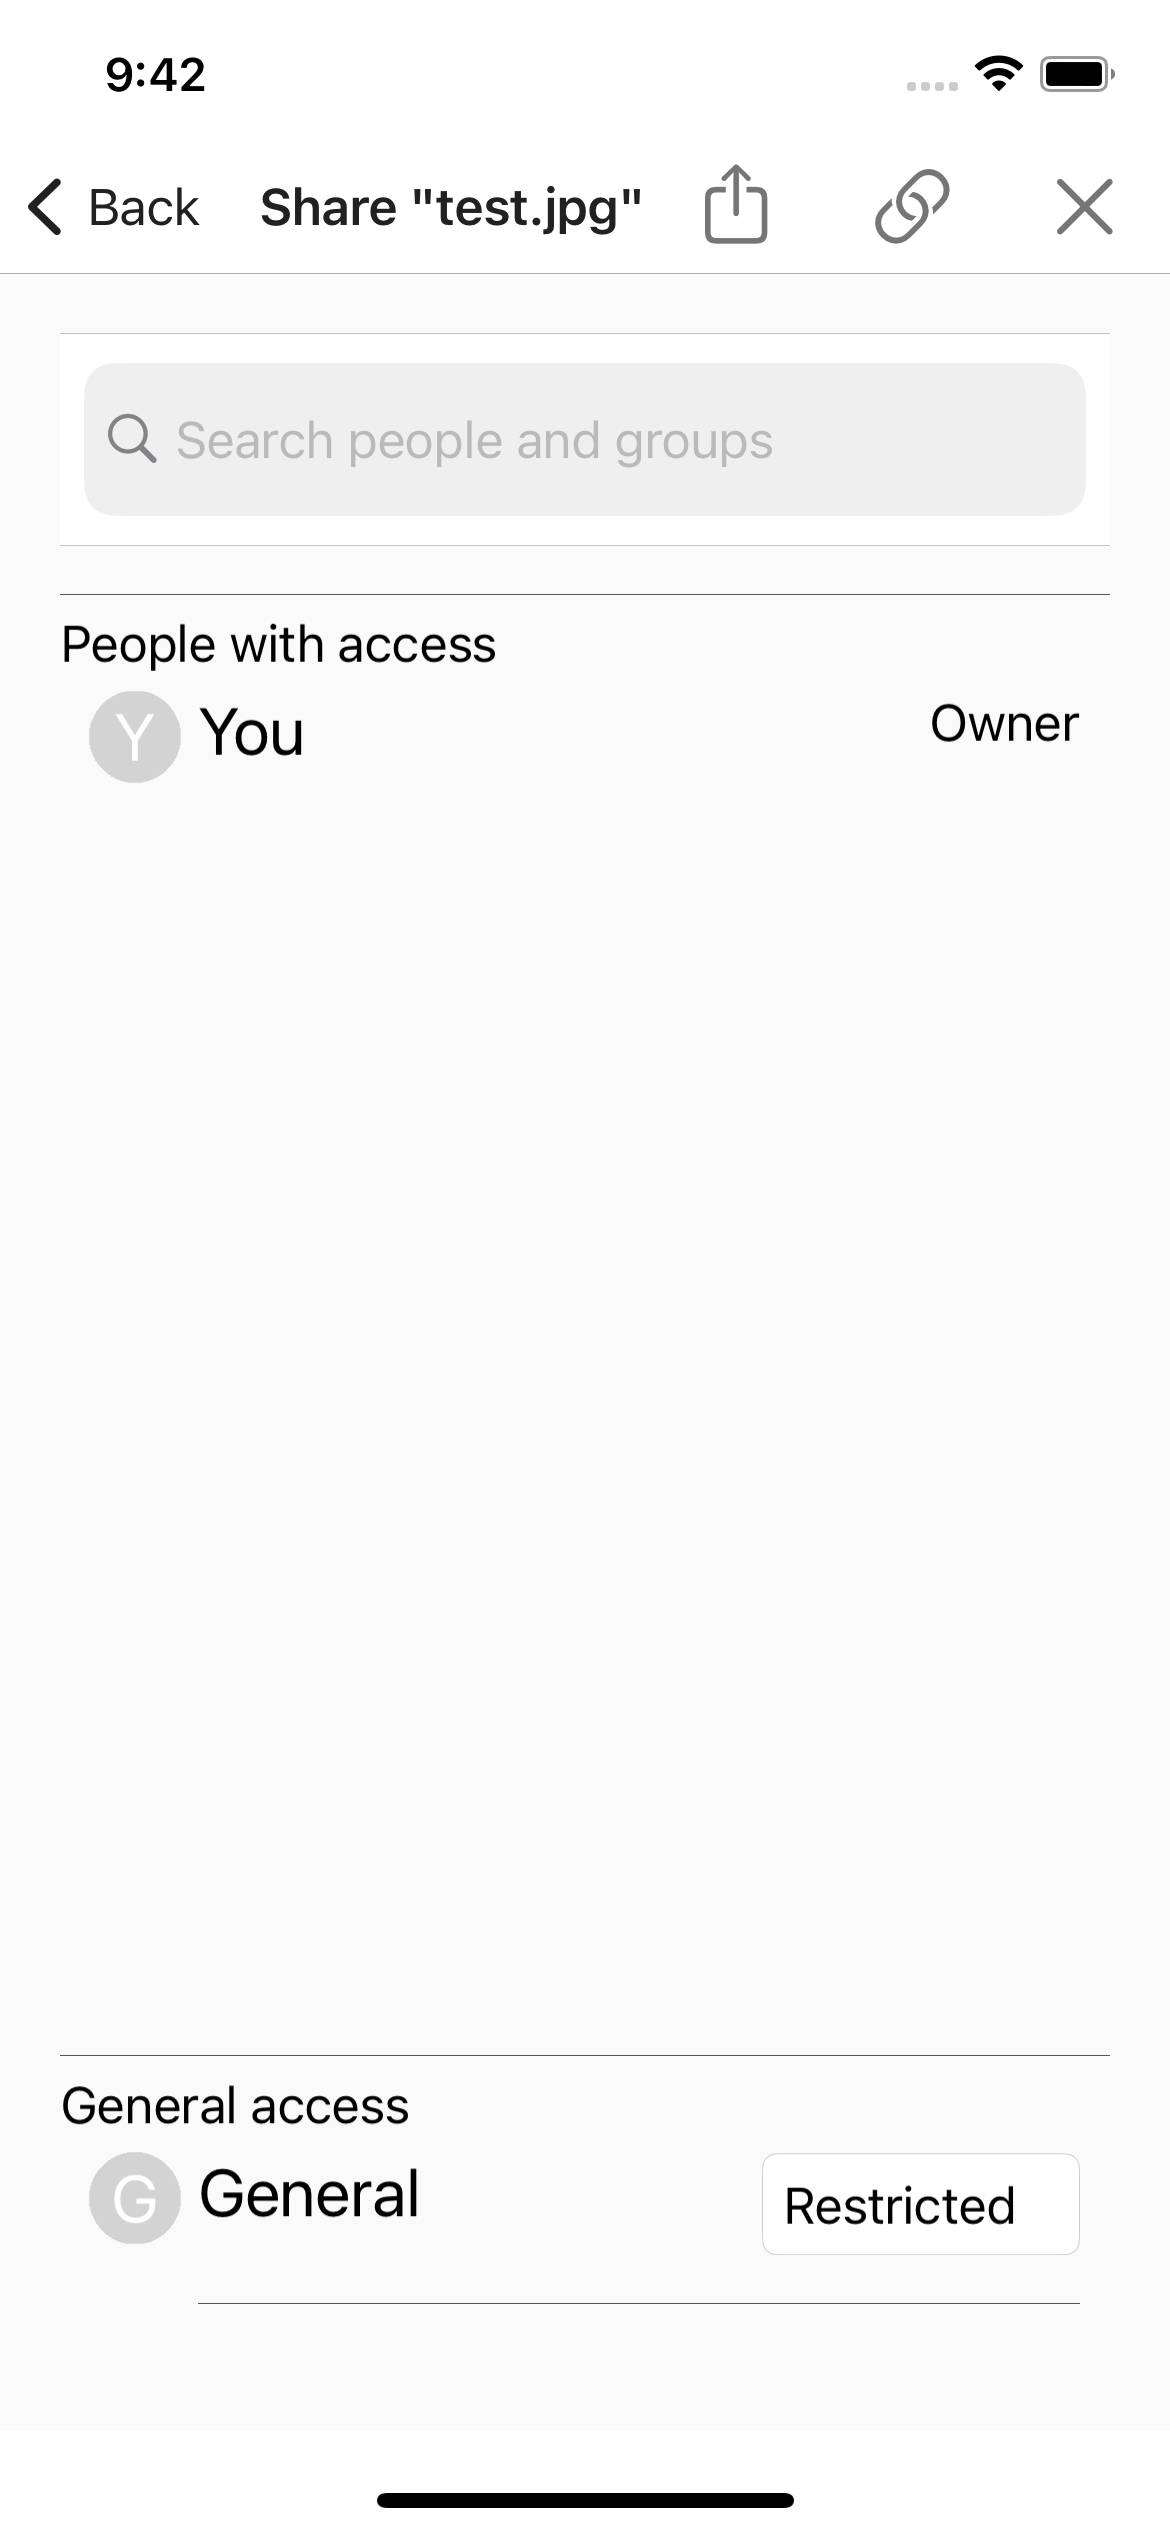 9:42
Back Share "test.jpg"
Search people and groups
People with access
Y You Owner
General access
G General Restricted